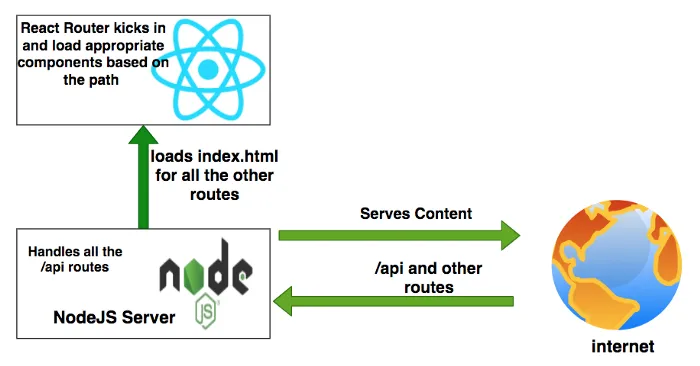 React Router kicks in
and load appropriate
components based on
the path
loads index.html
for all the other
routes
Serves Content
Handles all the
/api routes
node
JS
NodeJS Server
/api and other
routes
internet